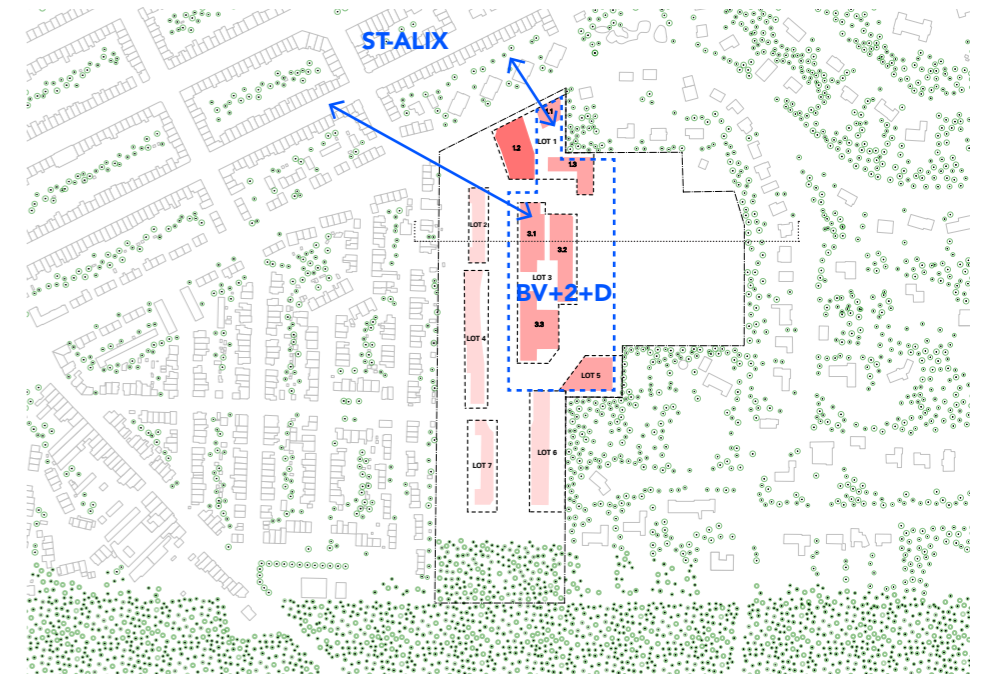 ST-ALIX
1.1
1.2
LOT 1
1.3
LOT 2
3.1
3.2
LOT 3
BV+2+D
3.3
LOT 4
LOT 5
LOT 6
LOT 7